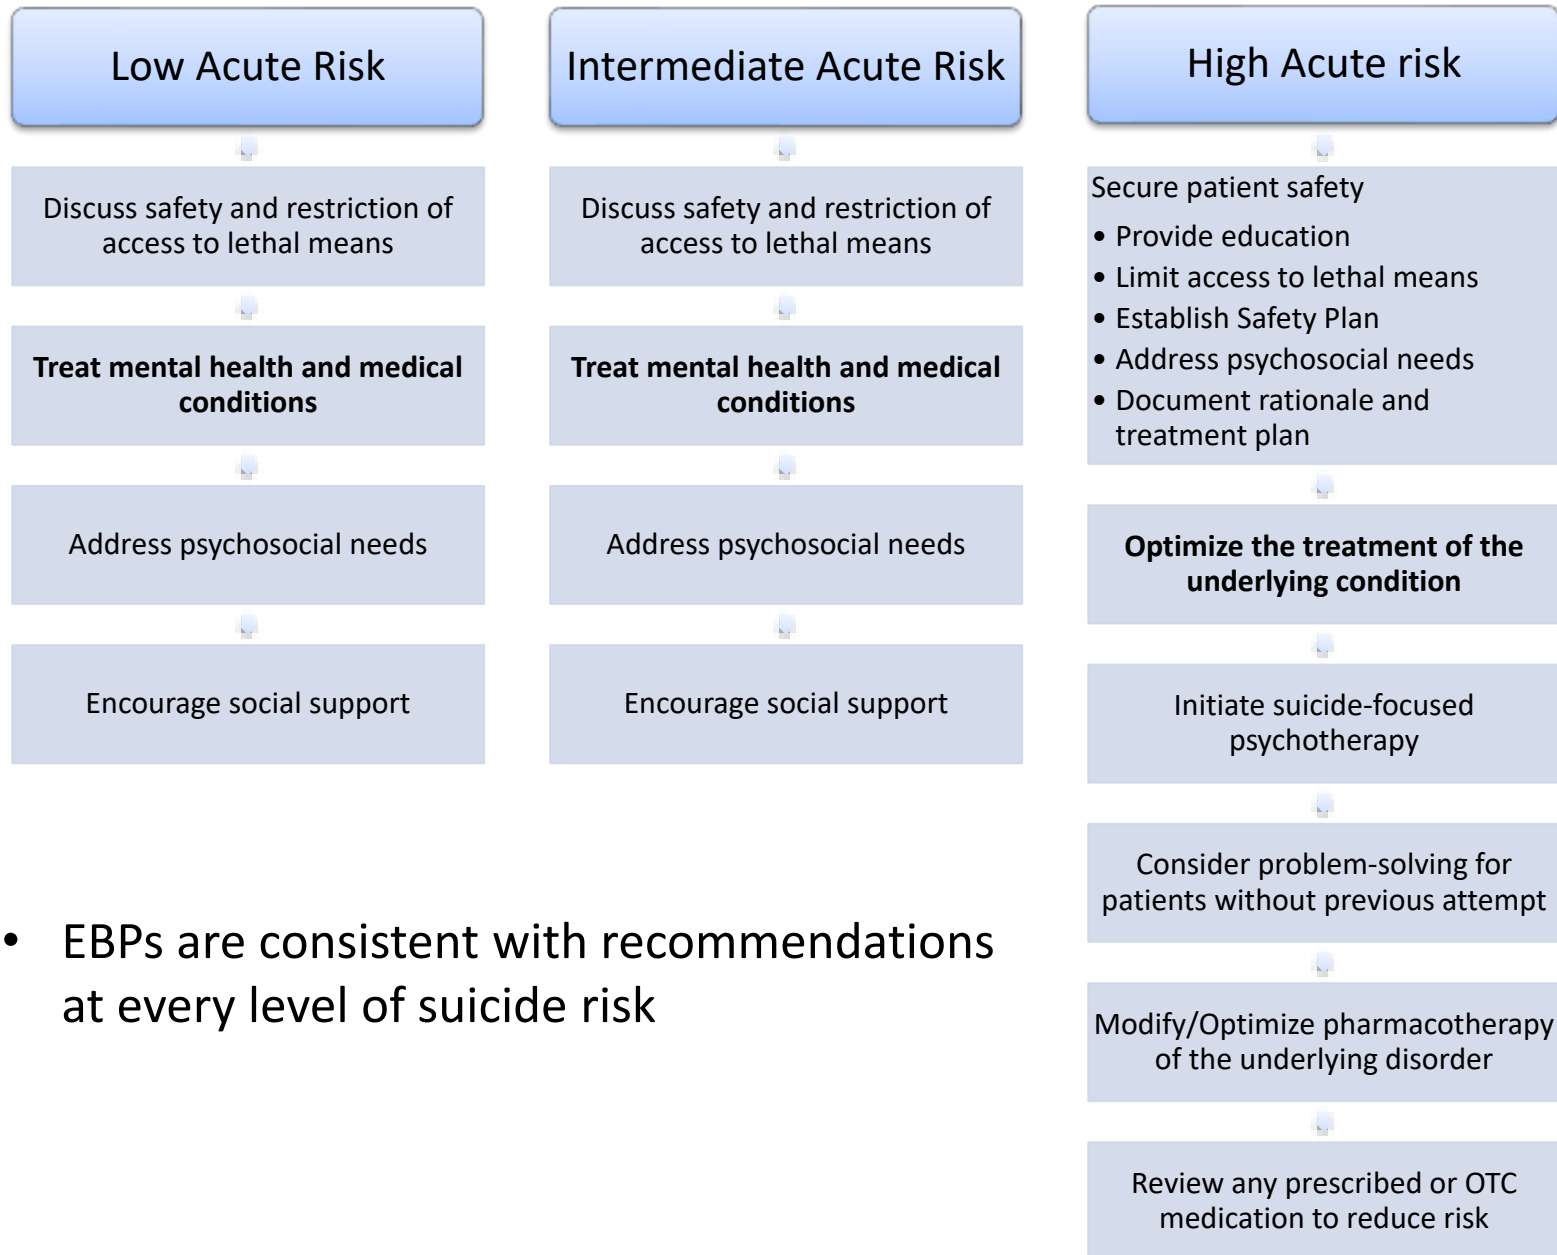 Low Acute Risk
Discuss safety and restriction of
access to lethal means
Treat mental health and medical
conditions
Address psychosocial needs
Encourage social support
Intermediate Acute Risk
Discuss safety and restriction of
access to lethal means
Treat mental health and medical
conditions
Address psychosocial needs
Encourage social support
High Acute risk
Secure patient safety
• Provide education
• Limit access to lethal means
• Establish Safety Plan
• Address psychosocial needs
• Document rationale and
treatment plan
Optimize the treatment of the
underlying condition
Initiate suicide-focused
psychotherapy
Consider problem-solving for
patients without previous attempt
Modify/Optimize pharmacotherapy
of the underlying disorder
Review any prescribed or OTC
medication to reduce risk
• EBPs are consistent with recommendations
at every level of suicide risk